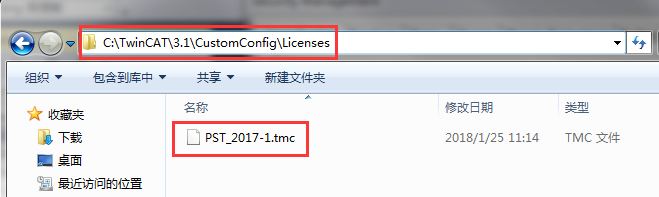 Security Management
C:\TwinCAT\3.1\CustomConfig\Licenses
组织 包含到库中 共享 新建文件夹
收藏夹
下载
桌面
最近访问的位置
名称 修改日期 类型
PST_2017-1.tmc 2018/1/25 11:14 TMC 文件